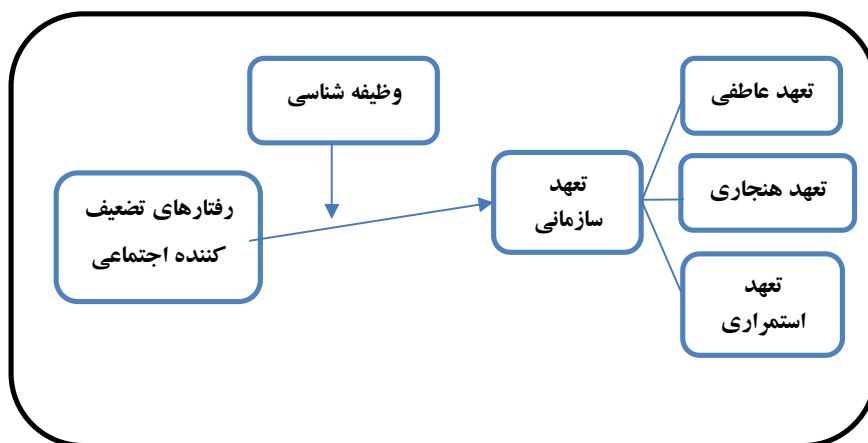 وظیفه شناسی
رفتارهای تضعیف
کننده اجتماعی
تعهد
سازمانی
تعهد عاطفی
تعهد هنجاری
تعهد
استمراری